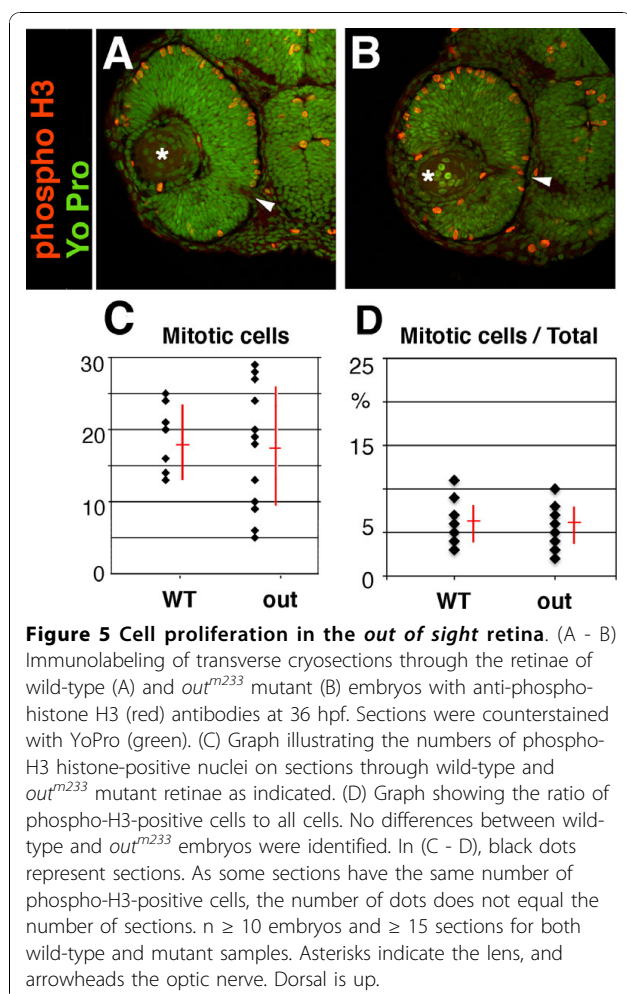 phospho H3
Yo Pro
A
*
B
*
C
Mitotic cells
30
20
10
0
WT
out
D
Mitotic cells / Total
25
%
15
5
0
WT
out
Figure 5 Cell proliferation in the out of sight retina. (A - B)
Immunolabeling of transverse cryosections through the retinae of
wild-type (A) and out^m233 mutant (B) embryos with anti-phospho-
histone H3 (red) antibodies at 36 hpf. Sections were counterstained
with YoPro (green). (C) Graph illustrating the numbers of phospho-
H3 histone-positive nuclei on sections through wild-type and
out^m233 mutant retinae as indicated. (D) Graph showing the ratio of
phospho-H3-positive cells to all cells. No differences between wild-
type and out^m233 embryos were identified. In (C - D), black dots
represent sections. As some sections have the same number of
phospho-H3-positive cells, the number of dots does not equal the
number of sections. n ≥ 10 embryos and ≥ 15 sections for both
wild-type and mutant samples. Asterisks indicate the lens, and
arrowheads the optic nerve. Dorsal is up.